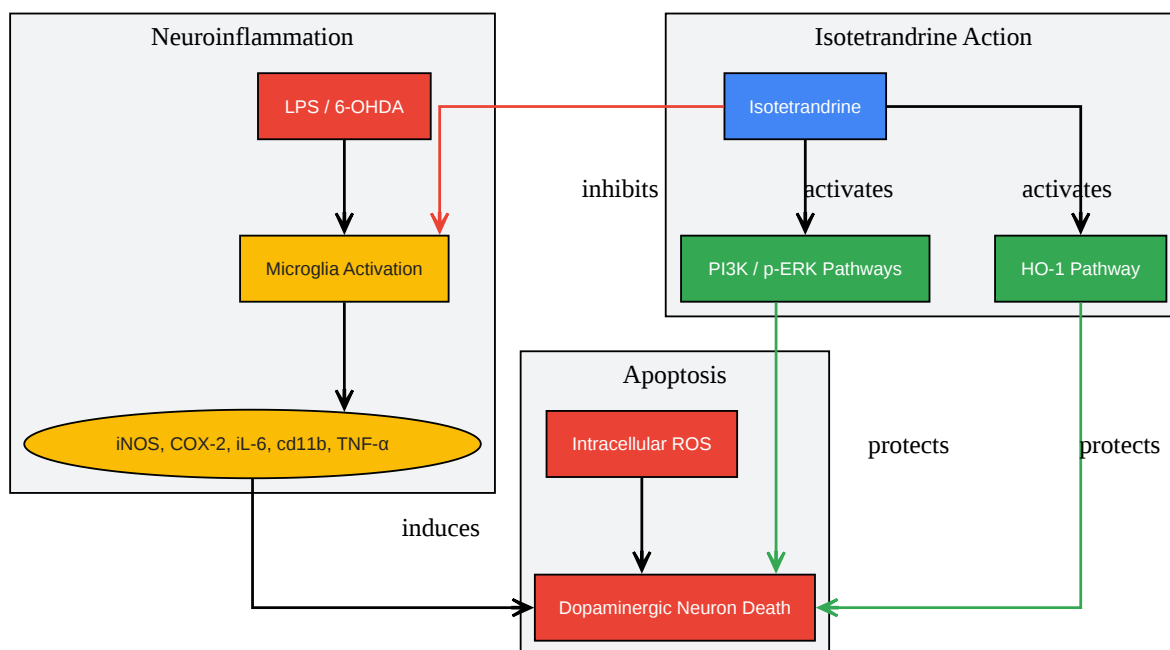 Neuroinflammation
Isotetrandrine Action
LPS / 6-OHDA
Isotetrandrine
inhibits
activates
activates
Microglia Activation
PI3K / p-ERK Pathways
HO-1 Pathway
Apoptosis
iNOS, COX-2, iL-6, cd11b, TNF-α
Intracellular ROS
protects
protects
induces
Dopaminergic Neuron Death